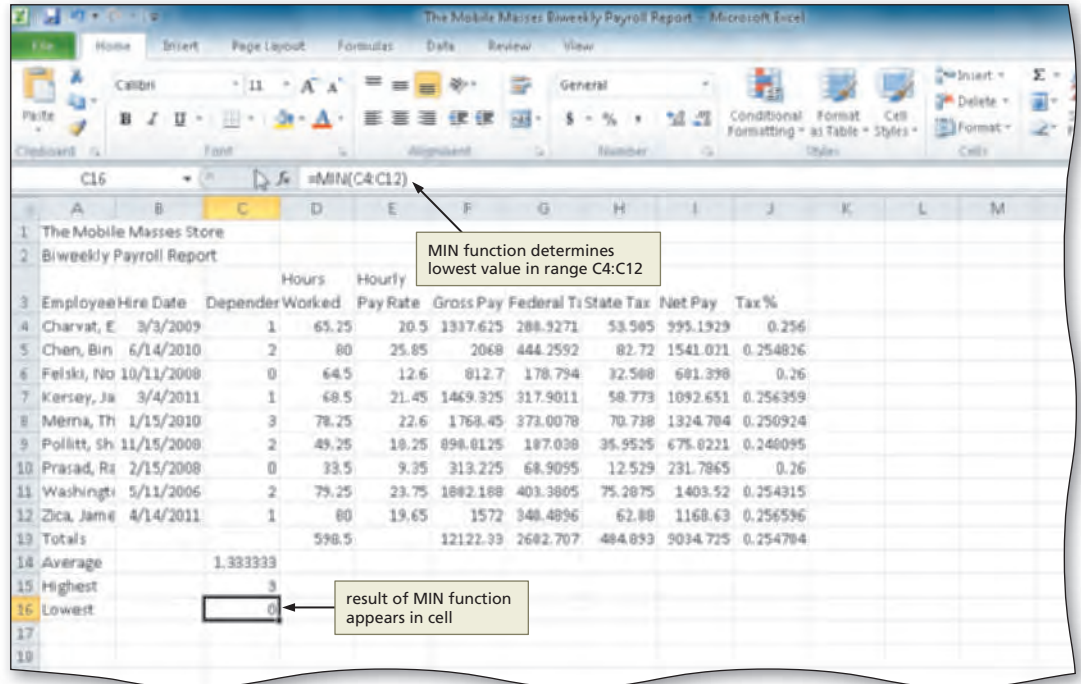 The Mobile Masses Biweekly Payroll Report - Microsoft Excel
File Home Insert Page Layout Formulas Data Review View
Calibri 11 A A General Insert Σ
Paste B I U A $ % , Conditional Formatting Format as Table Cell Styles Delete Format
Clipboard Font Alignment Number Styles Cells
C16 fx =MIN(C4:C12)
A B C D E F G H I J K L M
1 The Mobile Masses Store
2 Biweekly Payroll Report
MIN function determines
lowest value in range C4:C12
Hours Hourly
3 Employee Hire Date Depender Worked Pay Rate Gross Pay Federal Ta State Tax Net Pay Tax %
4 Charvat, E 3/3/2009 1 65.25 20.5 1337.625 288.9271 53.505 995.1929 0.256
5 Chen, Bin 6/14/2010 2 80 25.85 2068 444.2592 82.72 1541.021 0.254826
6 Felski, No 10/11/2008 0 64.5 12.6 812.7 178.794 32.508 601.398 0.26
7 Kersey, Ja 3/4/2011 1 68.5 21.45 1469.325 317.9011 58.773 1092.651 0.256359
8 Merna, Th 1/15/2010 3 78.25 22.6 1768.45 373.0078 70.738 1324.704 0.250924
9 Pollitt, Sh 11/15/2008 2 49.25 18.25 898.8125 187.038 35.9525 675.8221 0.248095
10 Prasad, Ra 2/15/2008 0 33.5 9.35 313.225 68.9095 12.529 231.7865 0.26
11 Washingt 5/11/2006 2 79.25 23.75 1882.188 403.3805 75.2875 1403.52 0.254315
12 Zica, Jame 4/14/2011 1 80 19.65 1572 340.4896 62.88 1168.63 0.256596
13 Totals 598.5 12122.33 2602.707 484.893 9034.725 0.254704
14 Average 1.333333
15 Highest 3
16 Lowest 0
result of MIN function
appears in cell
17
18